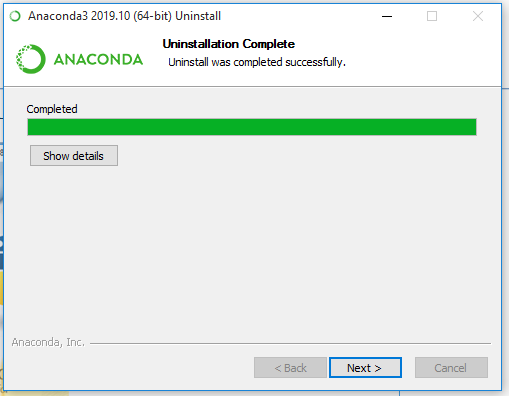 Anaconda3 2019.10 (64-bit) Uninstall
ANACONDA
Uninstallation Complete
Uninstall was completed successfully.
Completed
Show details
Anaconda, Inc.
< Back
Next >
Cancel